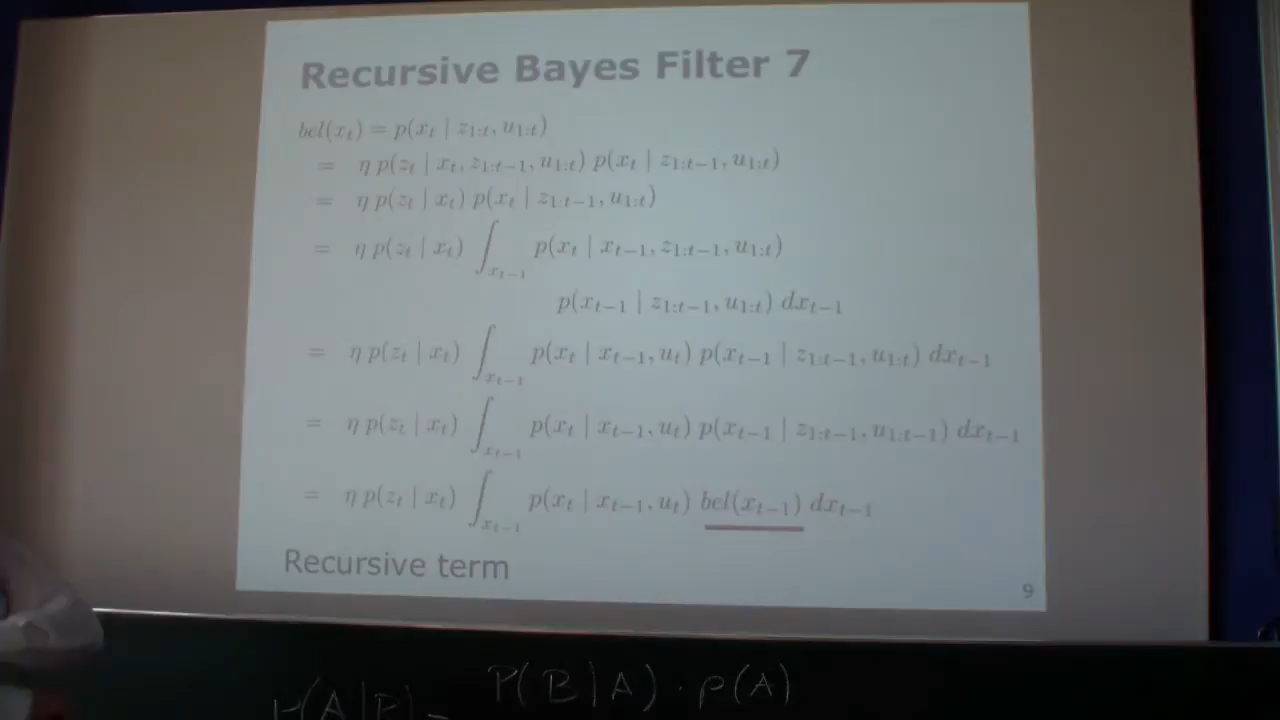 Recursive Bayes Filter 7
bel(x_t) = p(x_t | z_{1:t}, u_{1:t})
= η p(z_t | x_t, z_{1:t−1}, u_{1:t}) p(x_t | z_{1:t−1}, u_{1:t})
= η p(z_t | x_t) p(x_t | z_{1:t−1}, u_{1:t})
= η p(z_t | x_t) ∫_{x_{t−1}} p(x_t | x_{t−1}, z_{1:t−1}, u_{1:t})
p(x_{t−1} | z_{1:t−1}, u_{1:t}) dx_{t−1}
= η p(z_t | x_t) ∫_{x_{t−1}} p(x_t | x_{t−1}, u_t) p(x_{t−1} | z_{1:t−1}, u_{1:t}) dx_{t−1}
= η p(z_t | x_t) ∫_{x_{t−1}} p(x_t | x_{t−1}, u_t) p(x_{t−1} | z_{1:t−1}, u_{1:t−1}) dx_{t−1}
= η p(z_t | x_t) ∫_{x_{t−1}} p(x_t | x_{t−1}, u_t) bel(x_{t−1}) dx_{t−1}
Recursive term
9
P(B|A) · p(A)
P(A|B) =